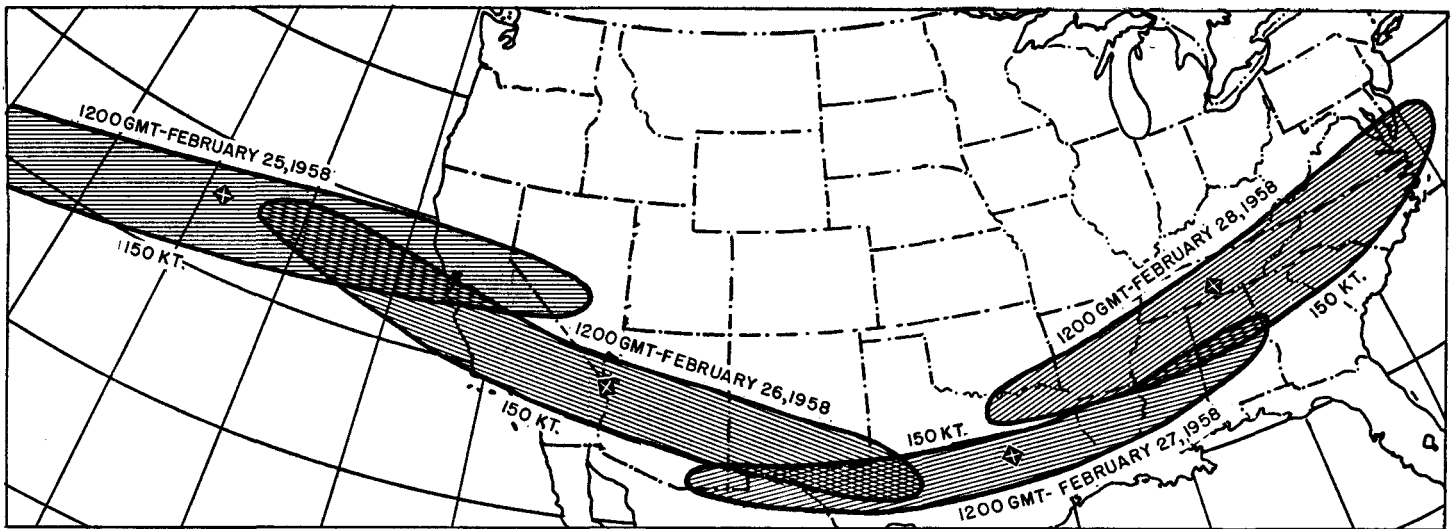 1200 GMT-FEBRUARY 25, 1958
150 KT.
1200 GMT-FEBRUARY 26, 1958
150 KT.
150 KT.
1200 GMT- FEBRUARY 27, 1958
1200 GMT-FEBRUARY 28, 1958
150 KT.